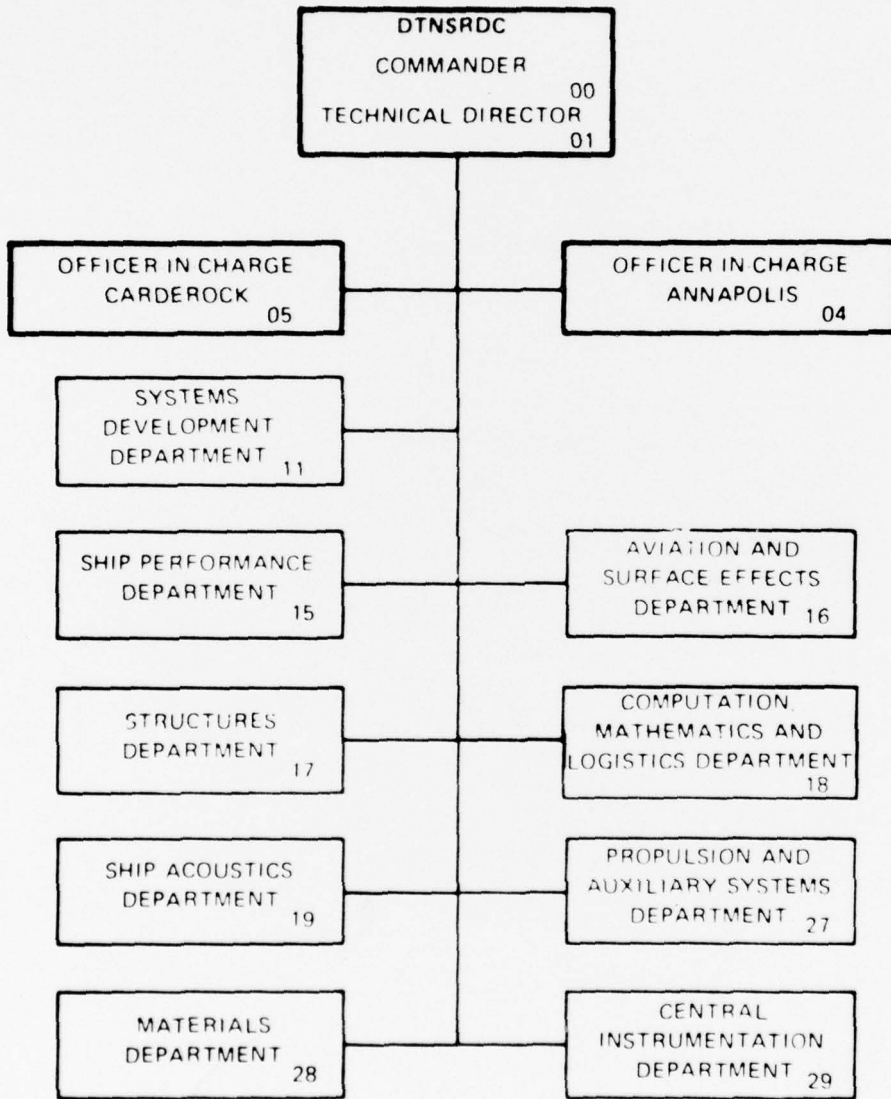 DTNSRDC
COMMANDER
00
TECHNICAL DIRECTOR
01
OFFICER IN CHARGE
CARDEROCK
05
OFFICER IN CHARGE
ANNAPOLIS
04
SYSTEMS
DEVELOPMENT
DEPARTMENT
11
SHIP PERFORMANCE
DEPARTMENT
15
AVIATION AND
SURFACE EFFECTS
DEPARTMENT
16
STRUCTURES
DEPARTMENT
17
COMPUTATION,
MATHEMATICS AND
LOGISTICS DEPARTMENT
18
SHIP ACOUSTICS
DEPARTMENT
19
PROPULSION AND
AUXILIARY SYSTEMS
DEPARTMENT
27
MATERIALS
DEPARTMENT
28
CENTRAL
INSTRUMENTATION
DEPARTMENT
29